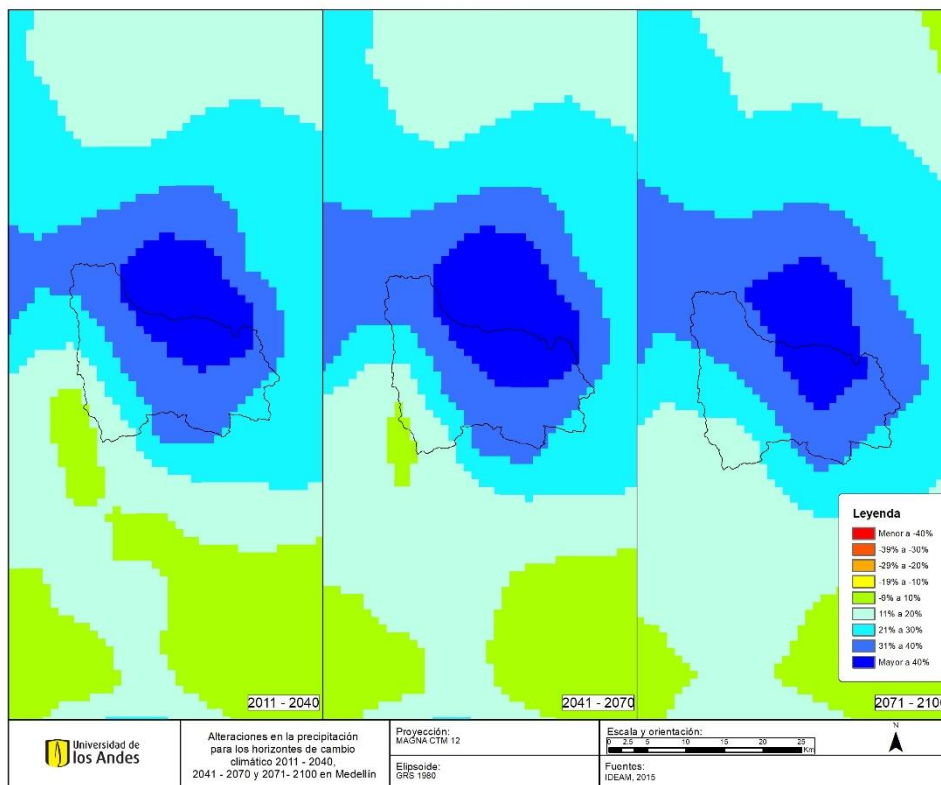 2011 - 2040
2041 - 2070
2071 - 2100
Leyenda
Menor a -40%
-39% a -30%
-29% a -20%
-19% a -10%
-9% a 10%
11% a 20%
21% a 30%
31% a 40%
Mayor a 40%
Universidad de
los Andes
Alteraciones en la precipitación
para los horizontes de cambio
climático 2011 - 2040,
2041 - 2070 y 2071- 2100 en Medellín
Proyección:
MAGNA CTM 12
Elipsoide:
GRS 1980
Escala y orientación:
0 2.5 5 10 15 20 25
Km
Fuentes:
IDEAM, 2015
N